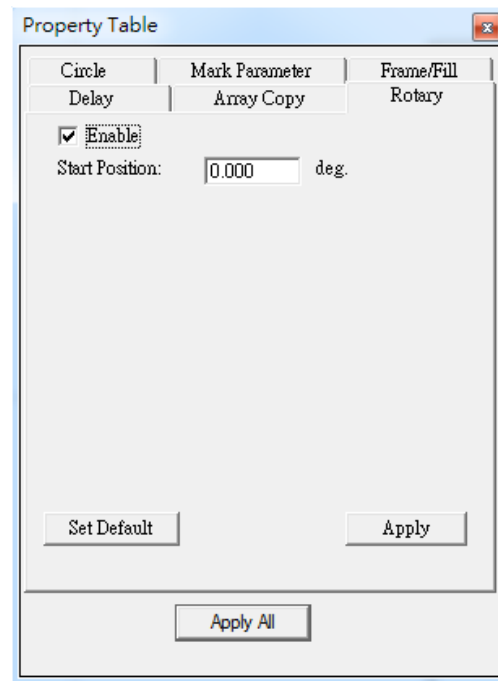 Property Table
Circle Mark Parameter Frame/Fill
Delay Array Copy Rotary
Enable
Start Position: 0.000 deg.
Set Default Apply
Apply All